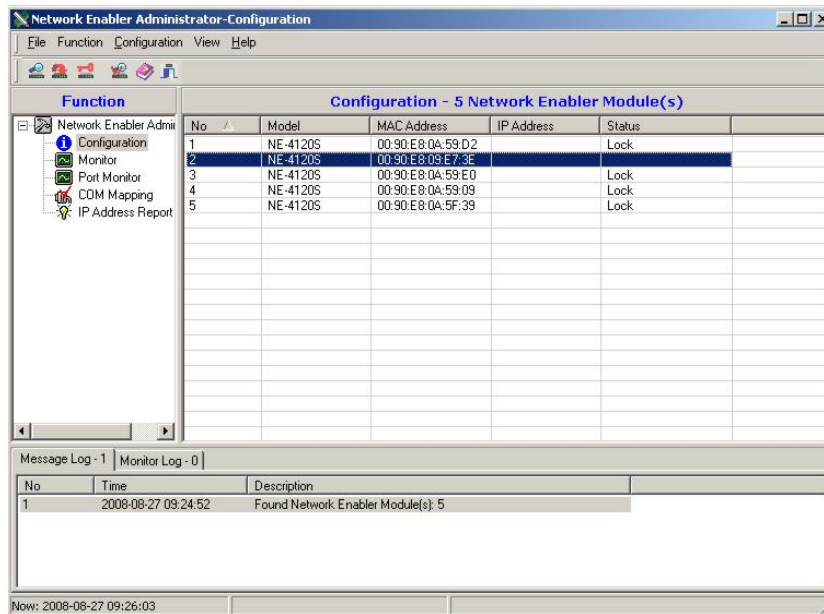 Network Enabler Administrator-Configuration
File Function Configuration View Help
Function
Configuration - 5 Network Enabler Module(s)
Network Enabler Admi
Configuration
Monitor
Port Monitor
COM Mapping
IP Address Report
No Model MAC Address IP Address Status
1 NE-4120S 00:90:E8:0A:59:D2 Lock
2 NE-4120S 00:90:E8:09:E7:3E
3 NE-4120S 00:90:E8:0A:59:E0 Lock
4 NE-4120S 00:90:E8:0A:59:09 Lock
5 NE-4120S 00:90:E8:0A:5F:39 Lock
Message Log - 1 Monitor Log - 0
No Time Description
1 2008-08-27 09:24:52 Found Network Enabler Module(s): 5
Now: 2008-08-27 09:26:03